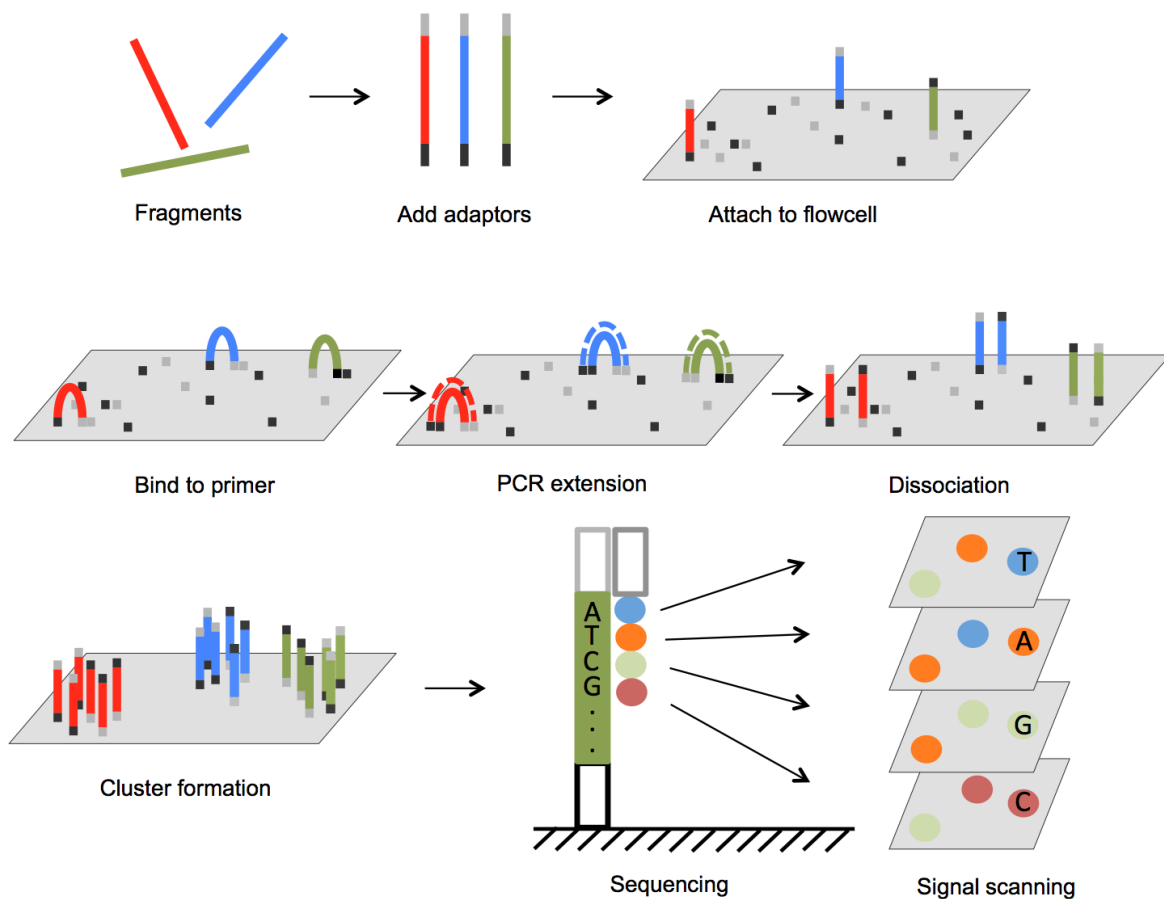 Fragments
Add adaptors
Attach to flowcell
Bind to primer
PCR extension
Dissociation
Cluster formation
A
T
C
G
.
.
.
T
A
G
C
Sequencing
Signal scanning